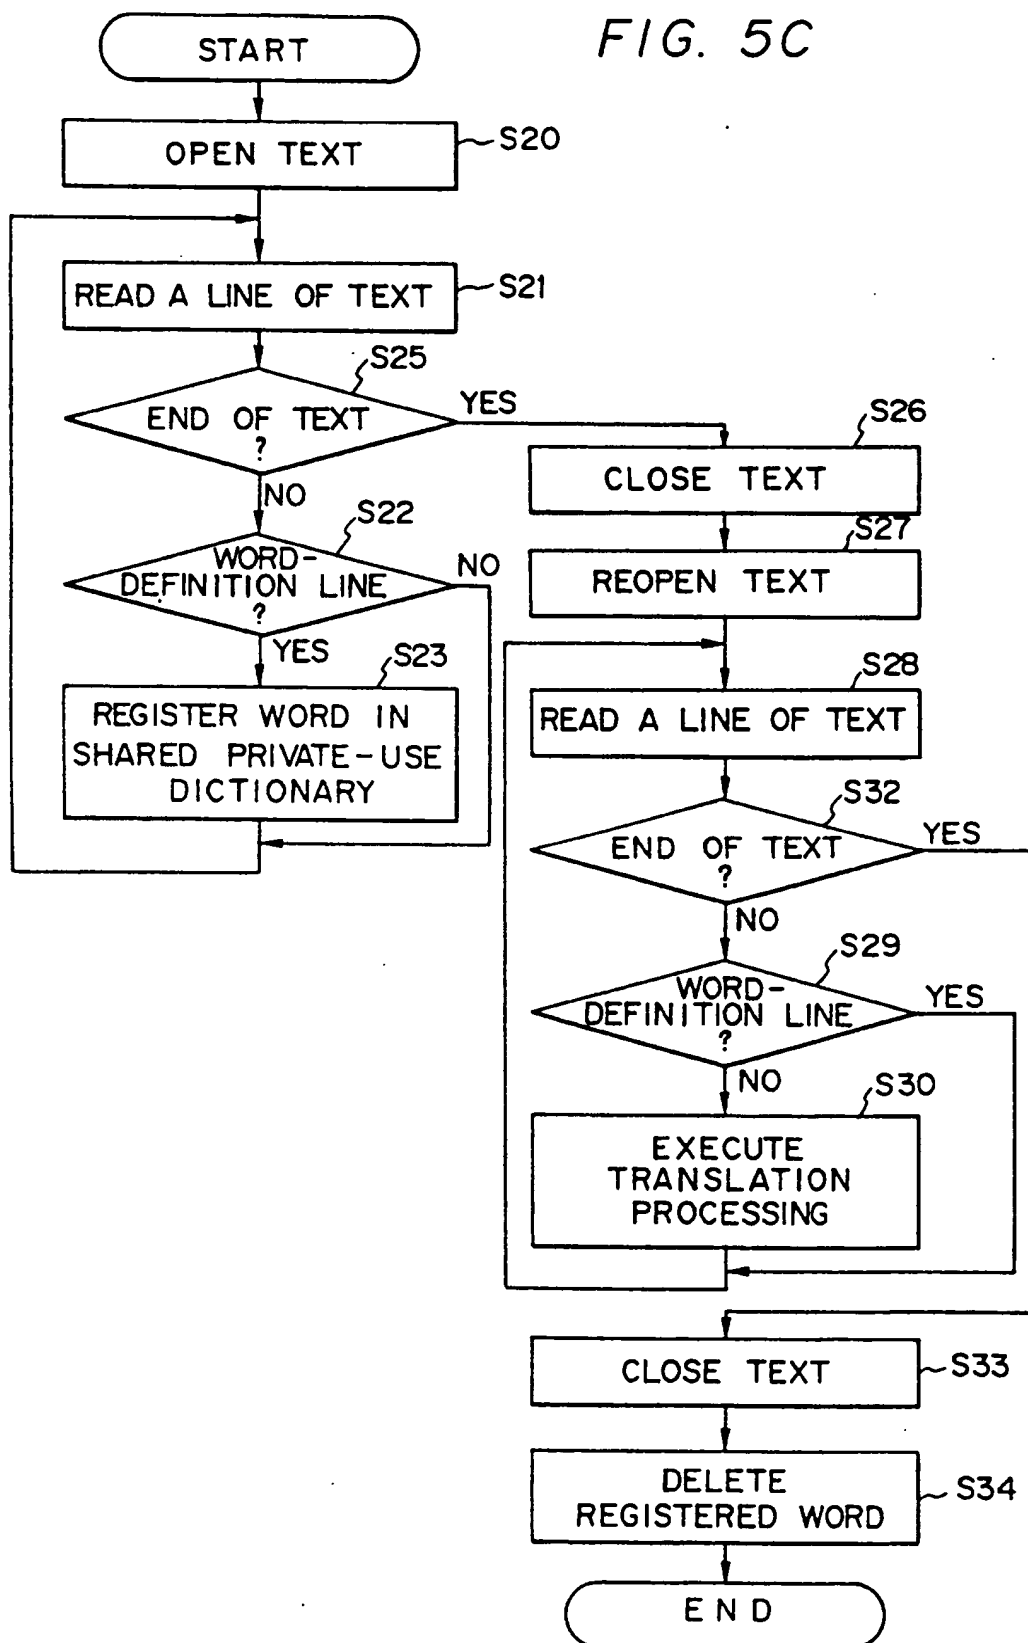 FIG. 5C
START
OPEN TEXT
S20
READ A LINE OF TEXT
S21
S25
END OF TEXT
?
YES
NO
S22
WORD-
DEFINITION LINE
?
NO
YES
S23
REGISTER WORD IN
SHARED PRIVATE-USE
DICTIONARY
S26
CLOSE TEXT
S27
REOPEN TEXT
S28
READ A LINE OF TEXT
S32
END OF TEXT
?
YES
NO
S29
WORD-
DEFINITION LINE
?
YES
NO
S30
EXECUTE
TRANSLATION
PROCESSING
CLOSE TEXT
S33
DELETE
REGISTERED WORD
S34
END